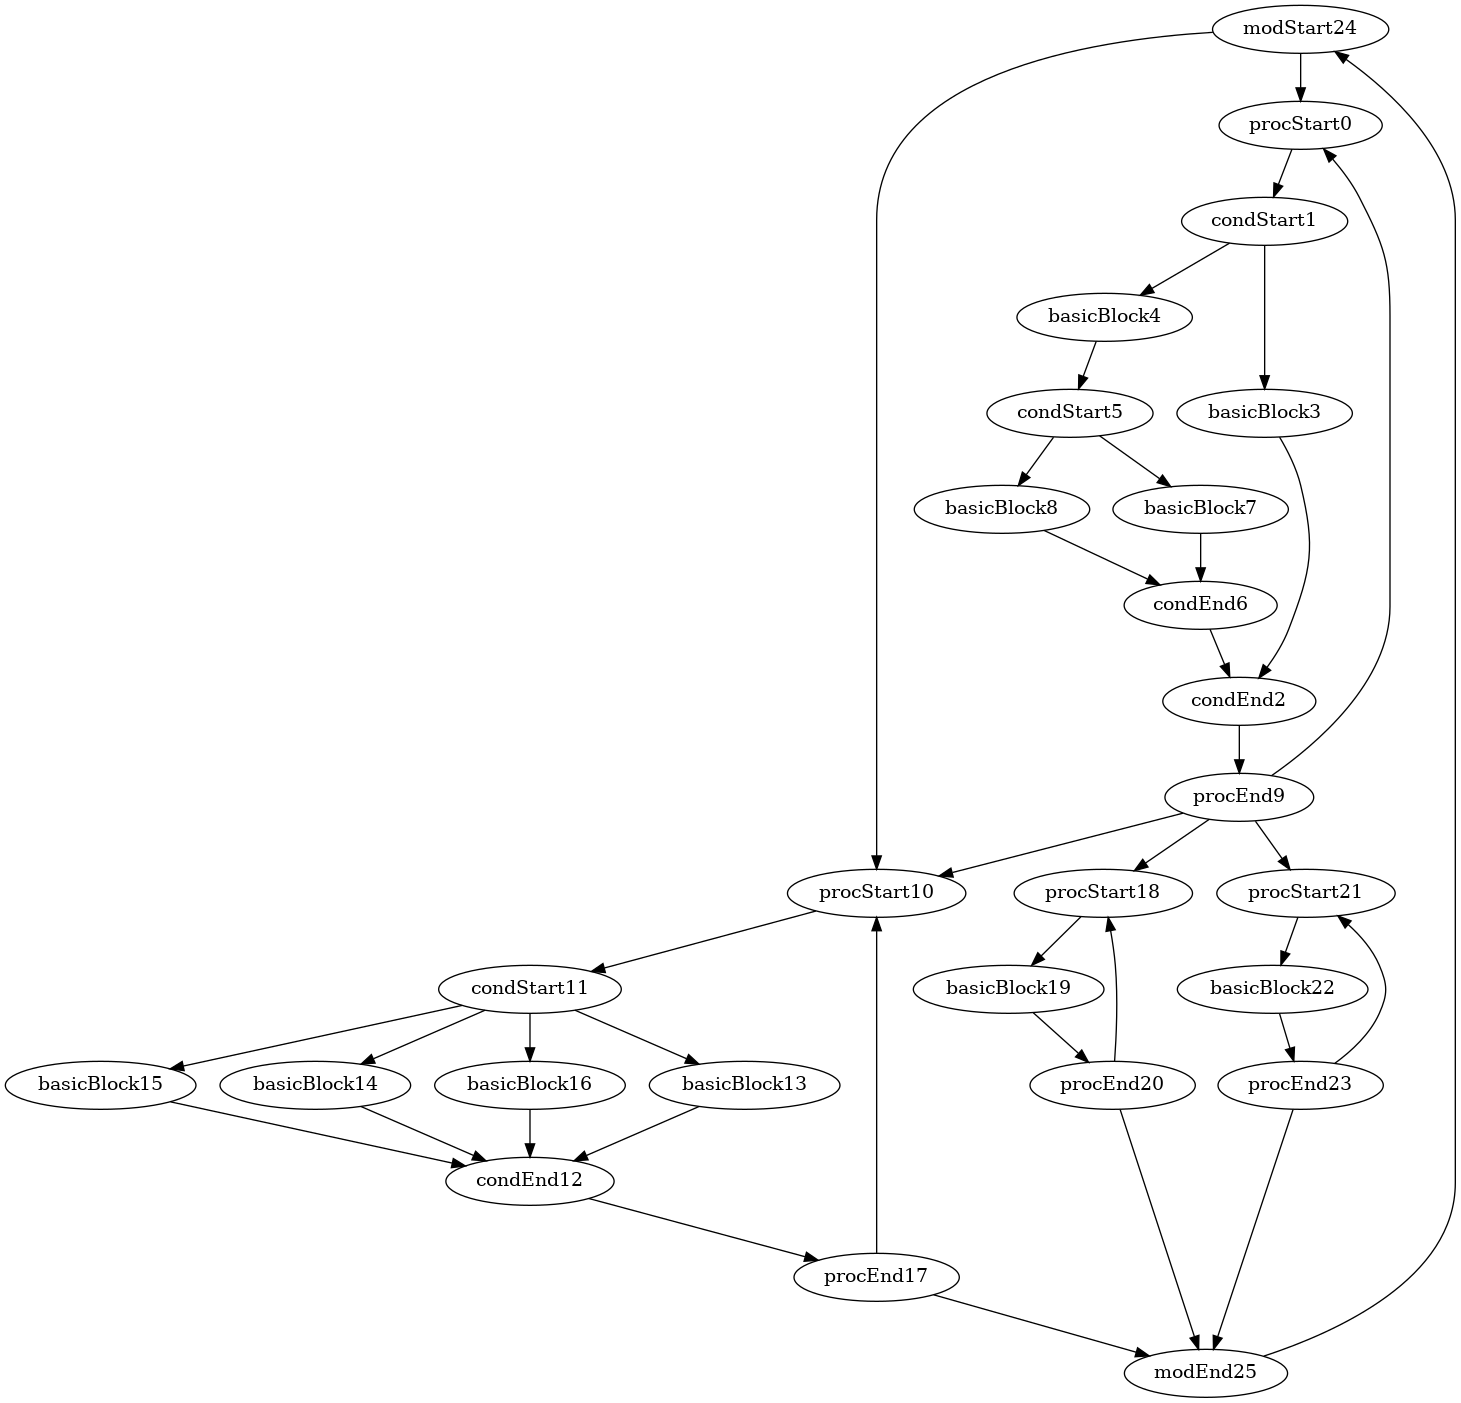 modStart24
procStart0
condStart1
basicBlock4
condStart5
basicBlock3
basicBlock8
basicBlock7
condEnd6
condEnd2
procEnd9
procStart10
procStart18
procStart21
condStart11
basicBlock19
basicBlock22
basicBlock15
basicBlock14
basicBlock16
basicBlock13
procEnd20
procEnd23
condEnd12
procEnd17
modEnd25